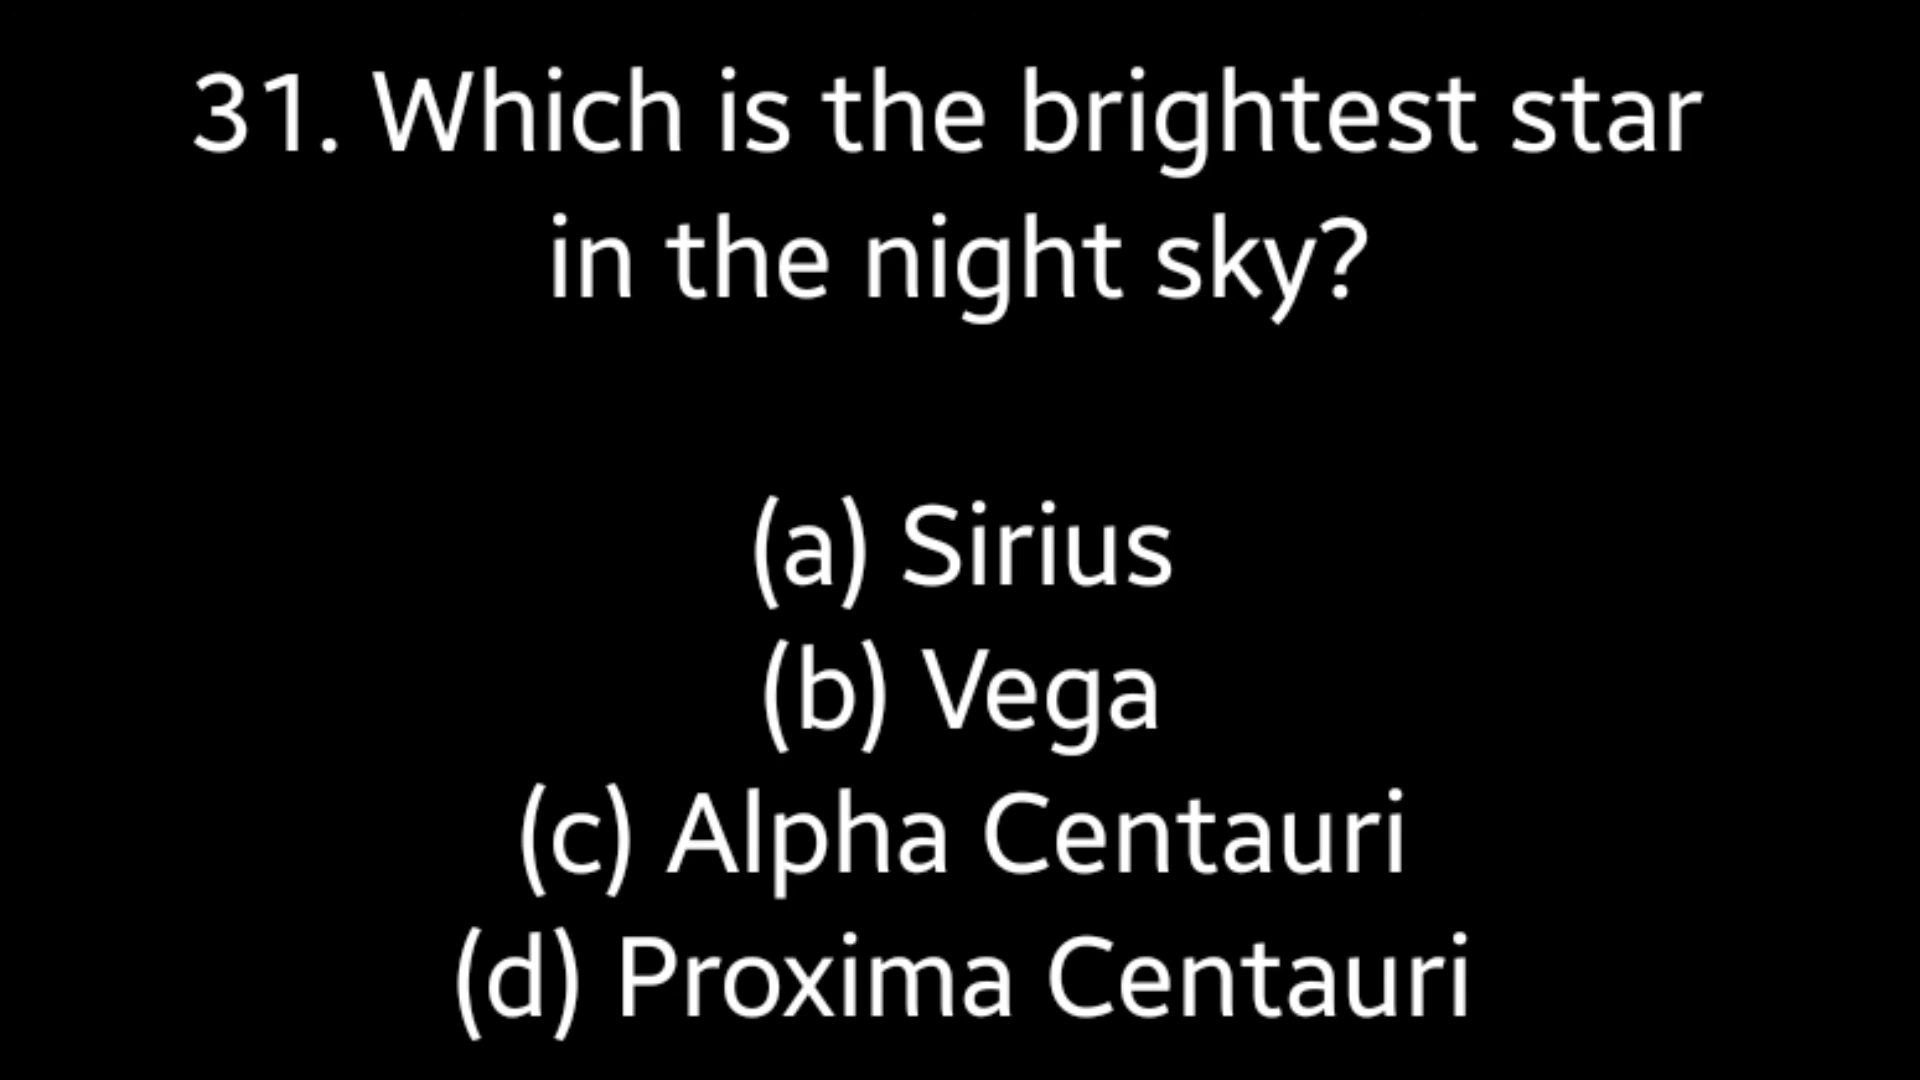 31. Which is the brightest star
in the night sky?
(a) Sirius
(b) Vega
(c) Alpha Centauri
(d) Proxima Centauri